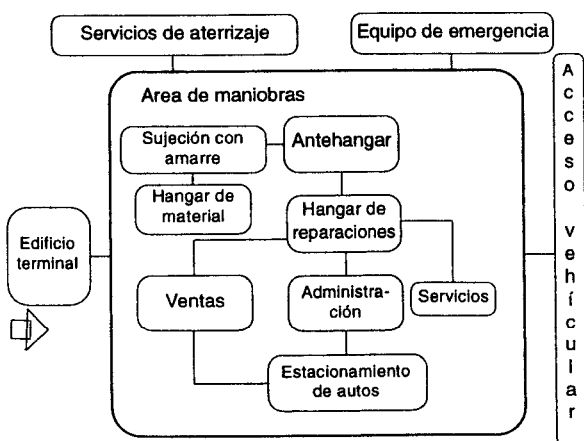 Servicios de aterrizaje
Equipo de emergencia
Area de maniobras
Sujeción con
amarre
Antehangar
Hangar de
material
Hangar de
reparaciones
Edificio
terminal
Ventas
Administra-
ción
Servicios
Estacionamiento
de autos
Acceso vehícular